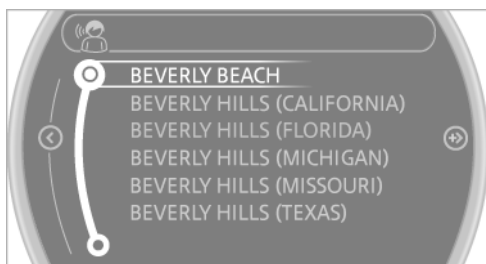 BEVERLY BEACH
BEVERLY HILLS (CALIFORNIA)
BEVERLY HILLS (FLORIDA)
BEVERLY HILLS (MICHIGAN)
BEVERLY HILLS (MISSOURI)
BEVERLY HILLS (TEXAS)